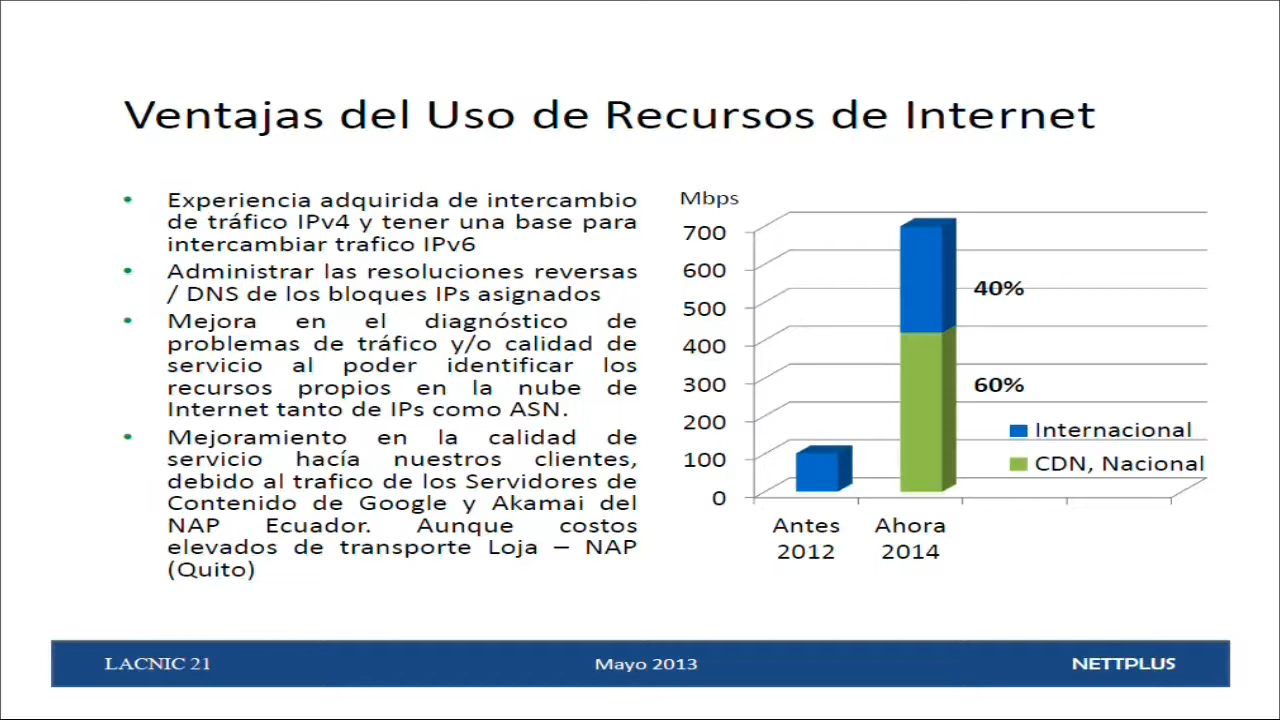 Ventajas del Uso de Recursos de Internet
• Experiencia adquirida de intercambio
de tráfico IPv4 y tener una base para
intercambiar trafico IPv6
• Administrar las resoluciones reversas
/ DNS de los bloques IPs asignados
• Mejora en el diagnóstico de
problemas de tráfico y/o calidad de
servicio al poder identificar los
recursos propios en la nube de
Internet tanto de IPs como ASN.
• Mejoramiento en la calidad de
servicio hacía nuestros clientes,
debido al trafico de los Servidores de
Contenido de Google y Akamai del
NAP Ecuador. Aunque costos
elevados de transporte Loja – NAP
(Quito)
Mbps
700
600
500
400
300
200
100
0
40%
60%
Internacional
CDN, Nacional
Antes
2012
Ahora
2014
LACNIC 21
Mayo 2013
NETTPLUS